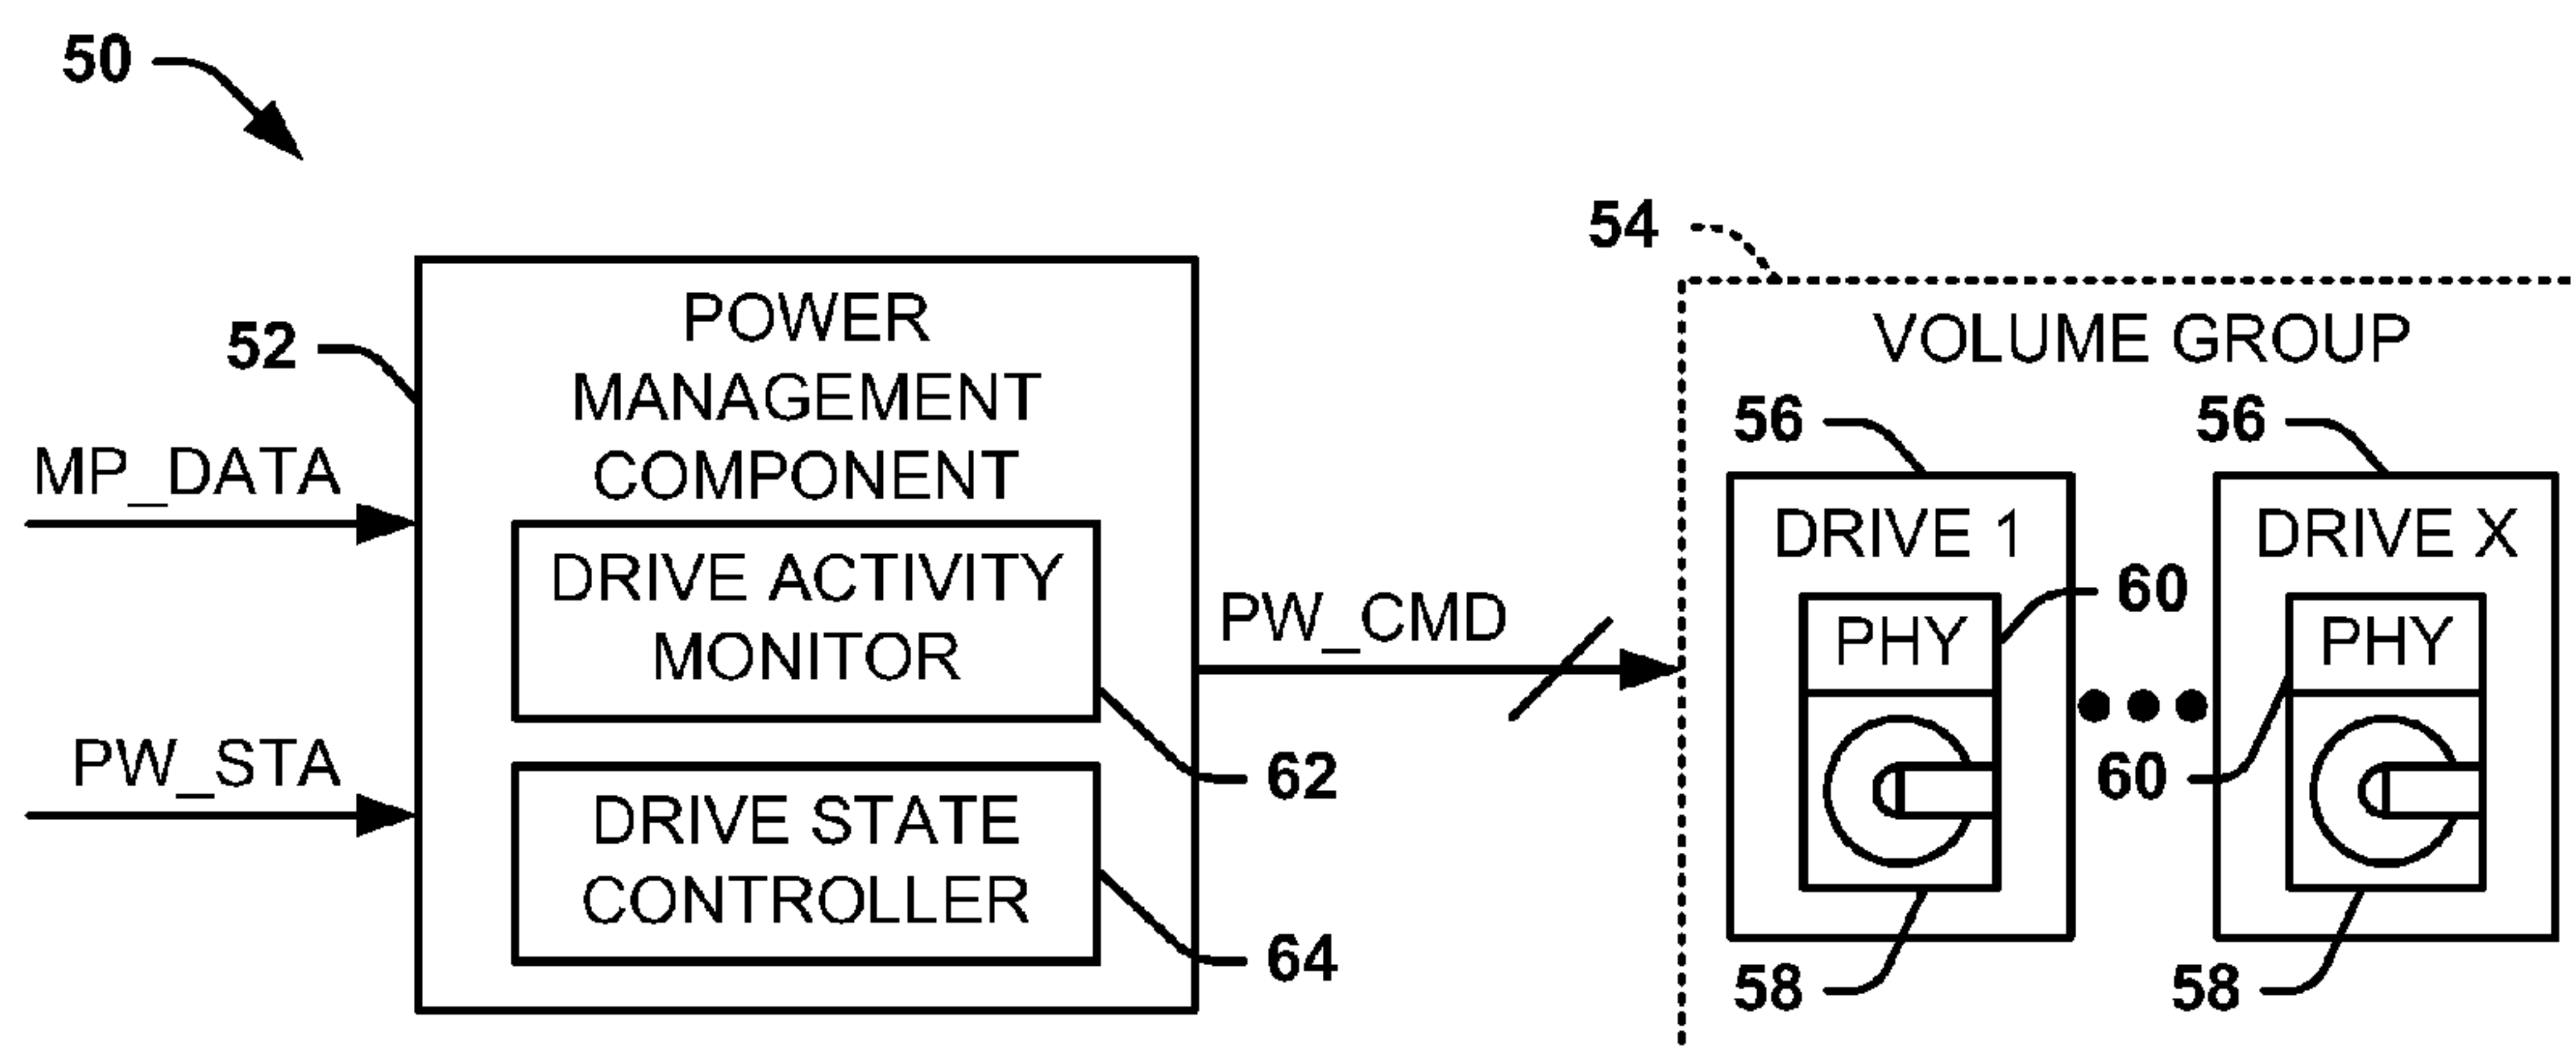 50
54
VOLUME GROUP
52
POWER
MANAGEMENT
COMPONENT
56
56
MP_DATA
DRIVE 1
DRIVE X
DRIVE ACTIVITY
MONITOR
PW_CMD
60
PHY
PHY
PW_STA
62
60
DRIVE STATE
CONTROLLER
64
58
58